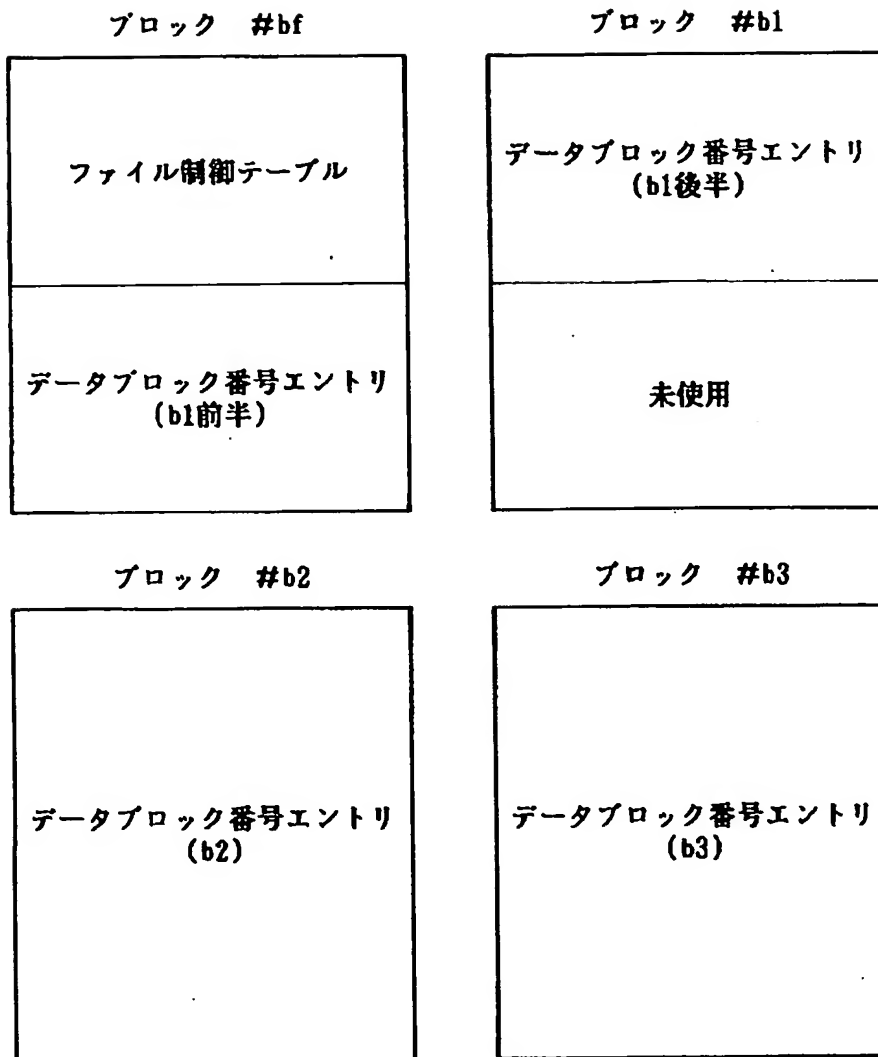 ブロック #bf
ファイル制御テーブル
データブロック番号エントリ
(b1前半)
ブロック #b1
データブロック番号エントリ
(b1後半)
未使用
ブロック #b2
データブロック番号エントリ
(b2)
ブロック #b3
データブロック番号エントリ
(b3)